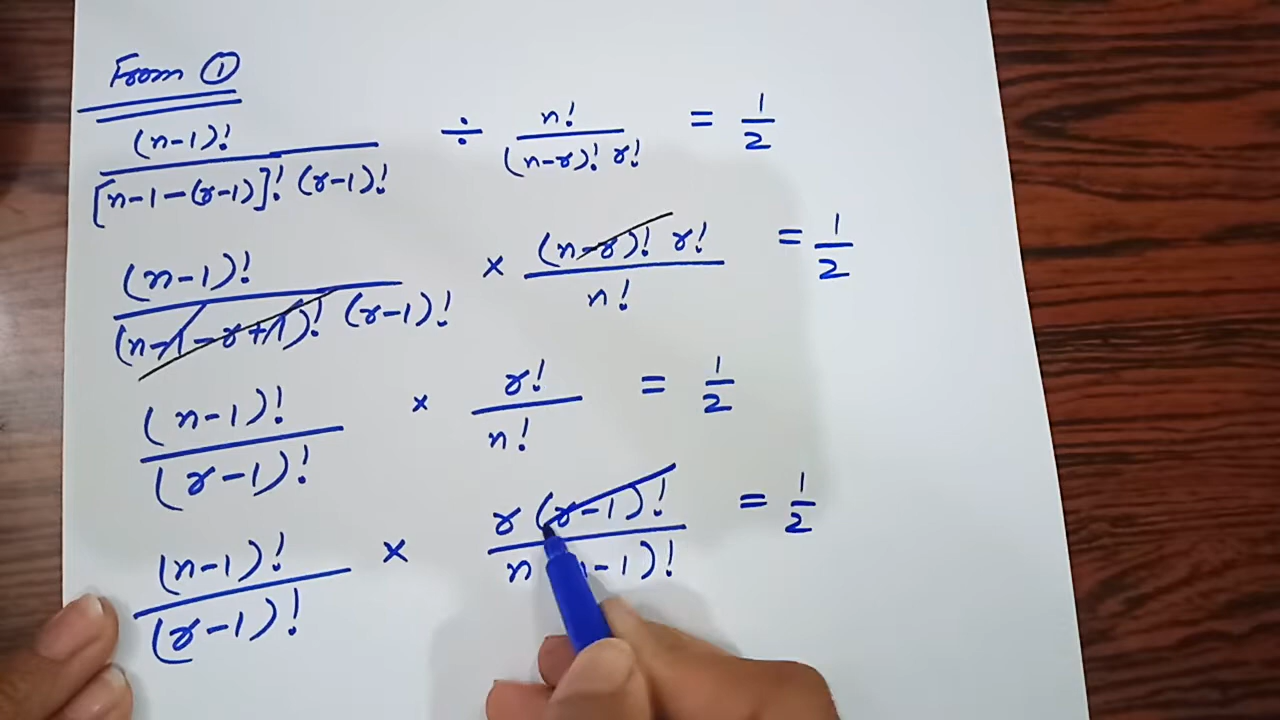 From ①
(n-1)! / [n-1-(r-1)]! (r-1)! ÷ n! / (n-r)! r! = 1/2
(n-1)! / (n-1-r+1)! (r-1)! × (n-r)! r! / n! = 1/2
(n-1)! / (r-1)! × r! / n! = 1/2
(n-1)! / (r-1)! × r (r-1)! / n -1)! = 1/2